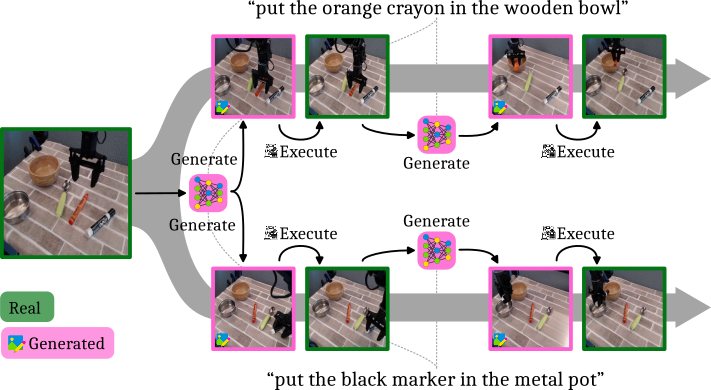 “put the orange crayon in the wooden bowl”
Generate
Execute
Generate
Execute
Generate
Execute
Generate
Execute
Real
Generated
“put the black marker in the metal pot”